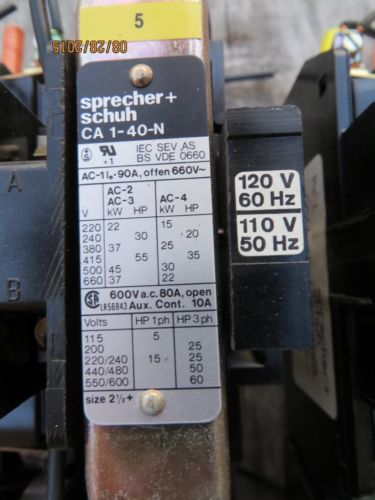 5
08/28/2015
sprecher+
schuh
CA 1-40-N
IEC SEV AS
+1 BS VDE 0660
AC-1Iₑ·90A, offen 660V~
AC-2
AC-3 AC-4
V kW HP kW HP
220 22 15
240 30 20
380 37 25
415 55 35
500 45 30
660 37 22
600V a.c. 80A, open
LR56843 Aux. Cont. 10A
Volts HP 1ph HP 3ph
115 5
200 25
220/240 15 25
440/480 50
550/600 60
size 2½+
120 V
60 Hz
110 V
50 Hz
A
B